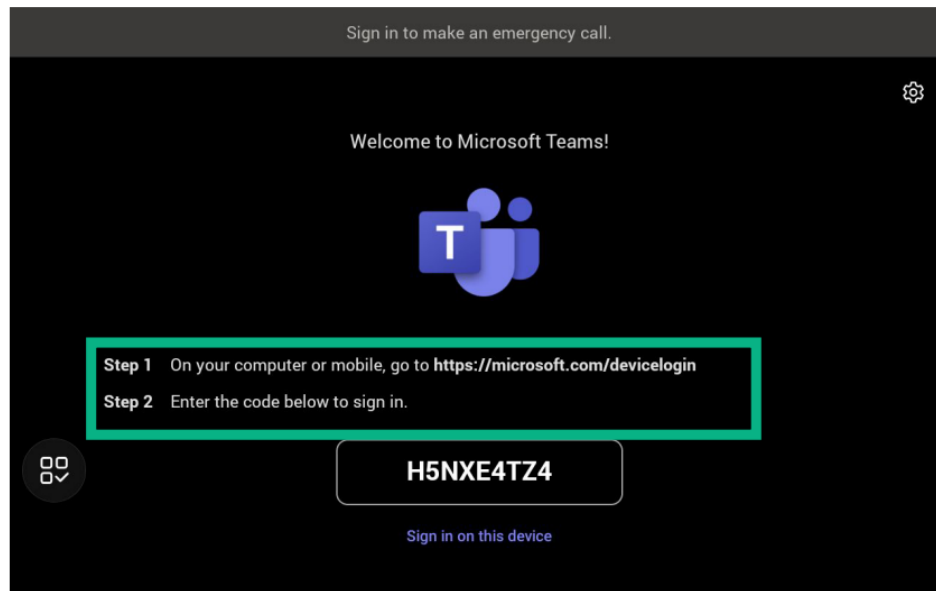 Sign in to make an emergency call.
Welcome to Microsoft Teams!
T
Step 1 On your computer or mobile, go to https://microsoft.com/devicelogin
Step 2 Enter the code below to sign in.
H5NXE4TZ4
Sign in on this device